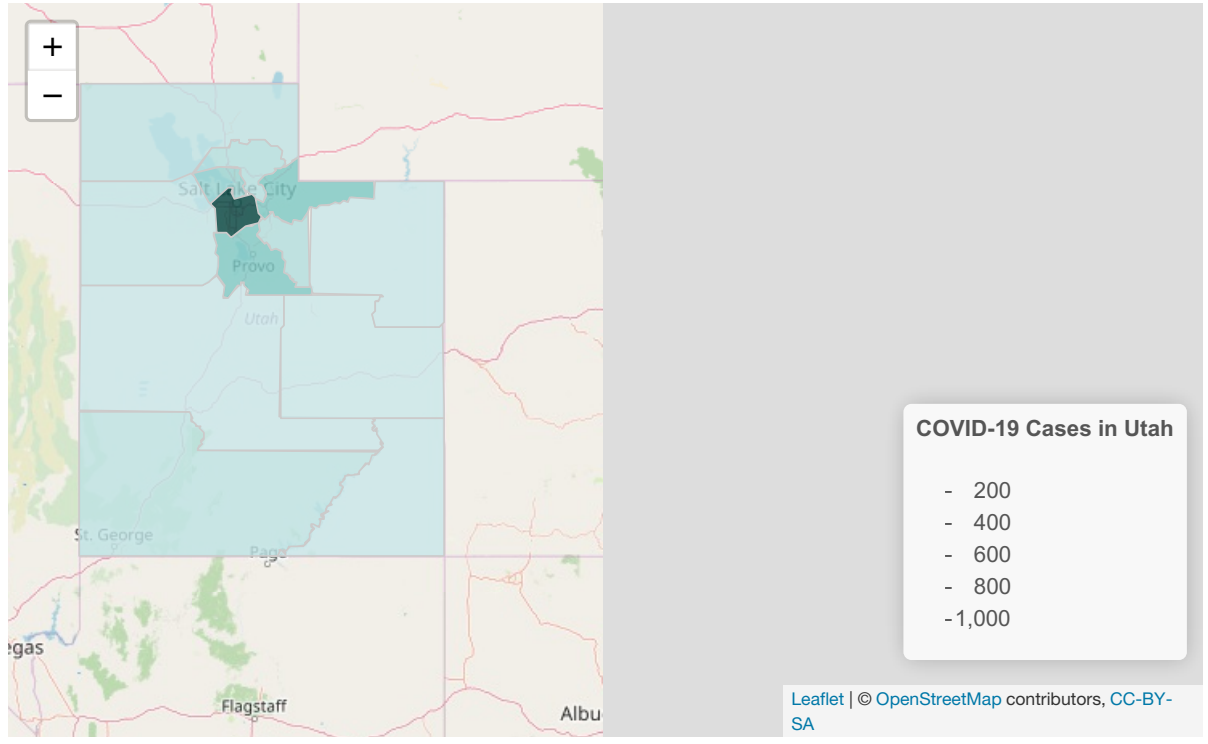 +
−
Salt Lake City
Provo
Utah
St. George
Page
egas
Flagstaff
Albu
COVID-19 Cases in Utah
- 200
- 400
- 600
- 800
-1,000
Leaflet | © OpenStreetMap contributors, CC-BY-
SA